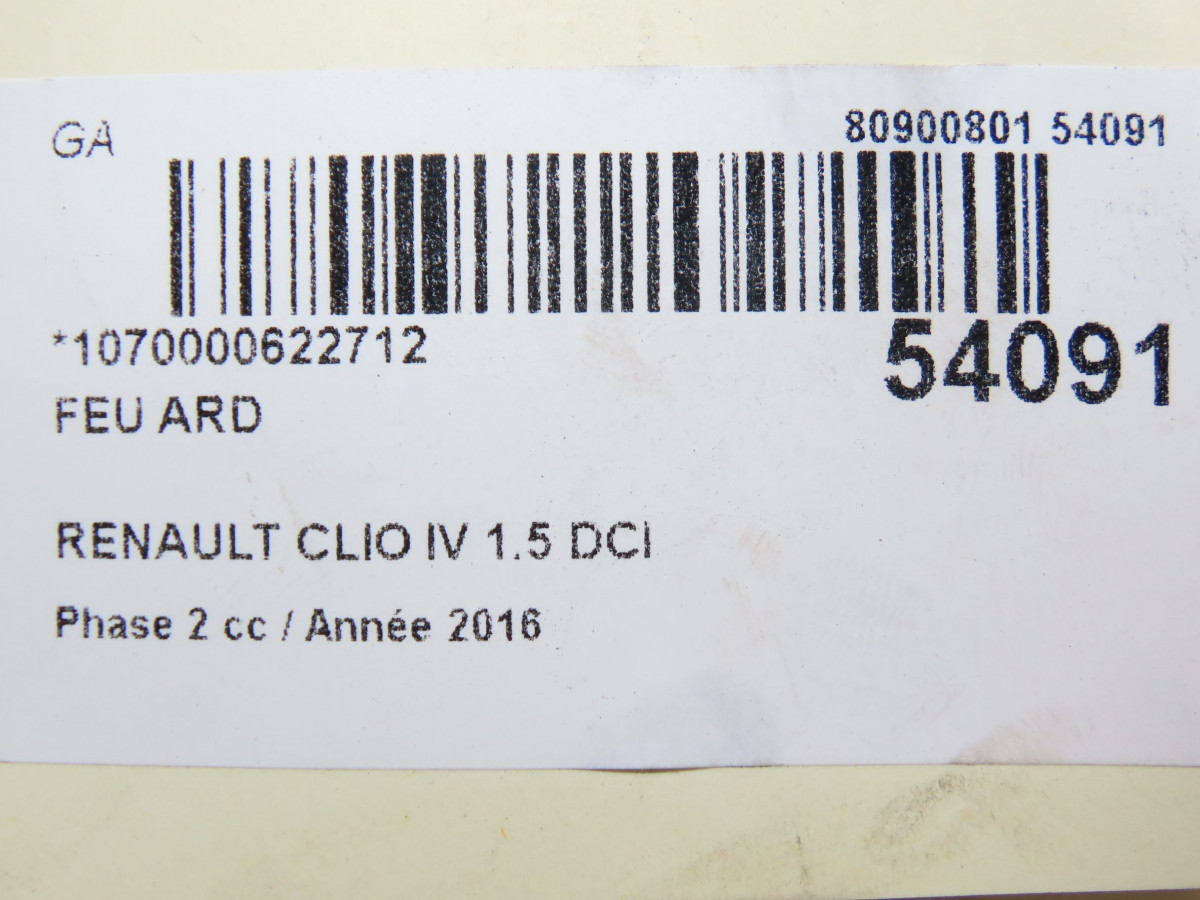 GA
80900801 54091
*1070000622712
54091
FEU ARD
RENAULT CLIO IV 1.5 DCI
Phase 2 cc / Année 2016